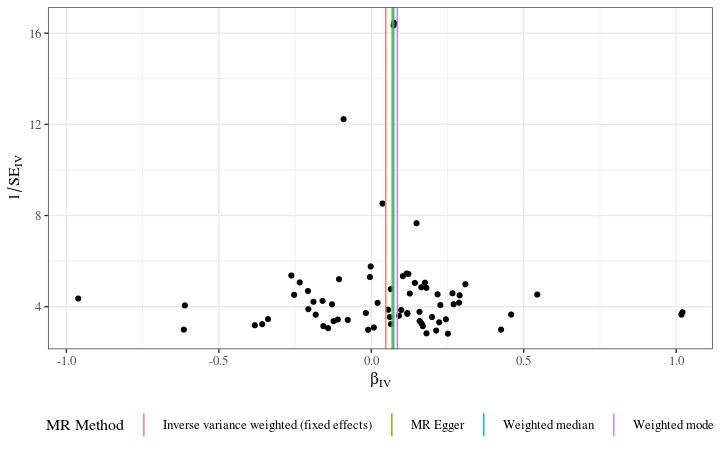 16
12
8
4
1/SE_IV
-1.0
-0.5
0.0
0.5
1.0
β_IV
MR Method
Inverse variance weighted (fixed effects)
MR Egger
Weighted median
Weighted mode